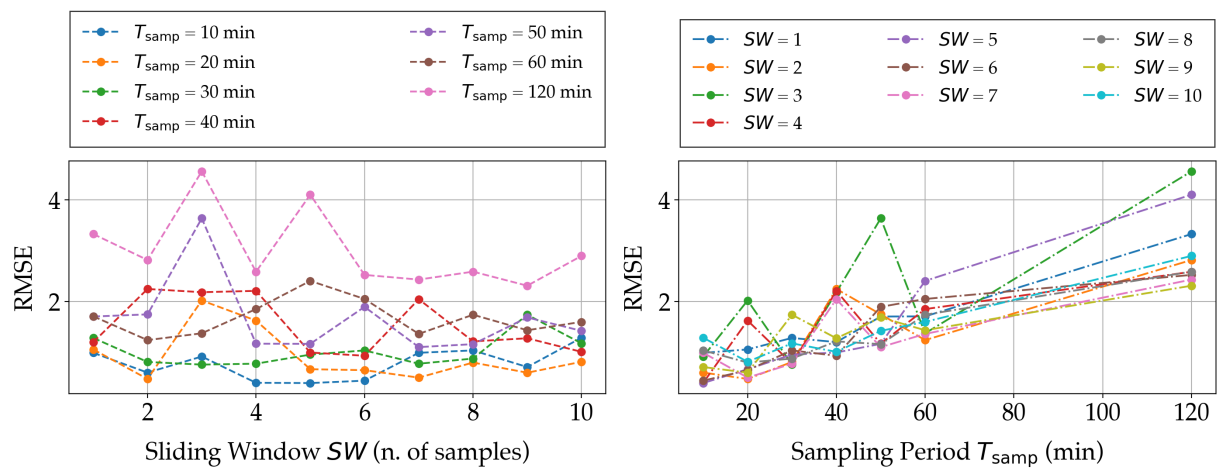 T_samp = 10 min
T_samp = 20 min
T_samp = 30 min
T_samp = 40 min
T_samp = 50 min
T_samp = 60 min
T_samp = 120 min
4
2
RMSE
2 4 6 8 10
Sliding Window SW (n. of samples)
SW = 1
SW = 2
SW = 3
SW = 4
SW = 5
SW = 6
SW = 7
SW = 8
SW = 9
SW = 10
4
2
RMSE
20 40 60 80 100 120
Sampling Period T_samp (min)